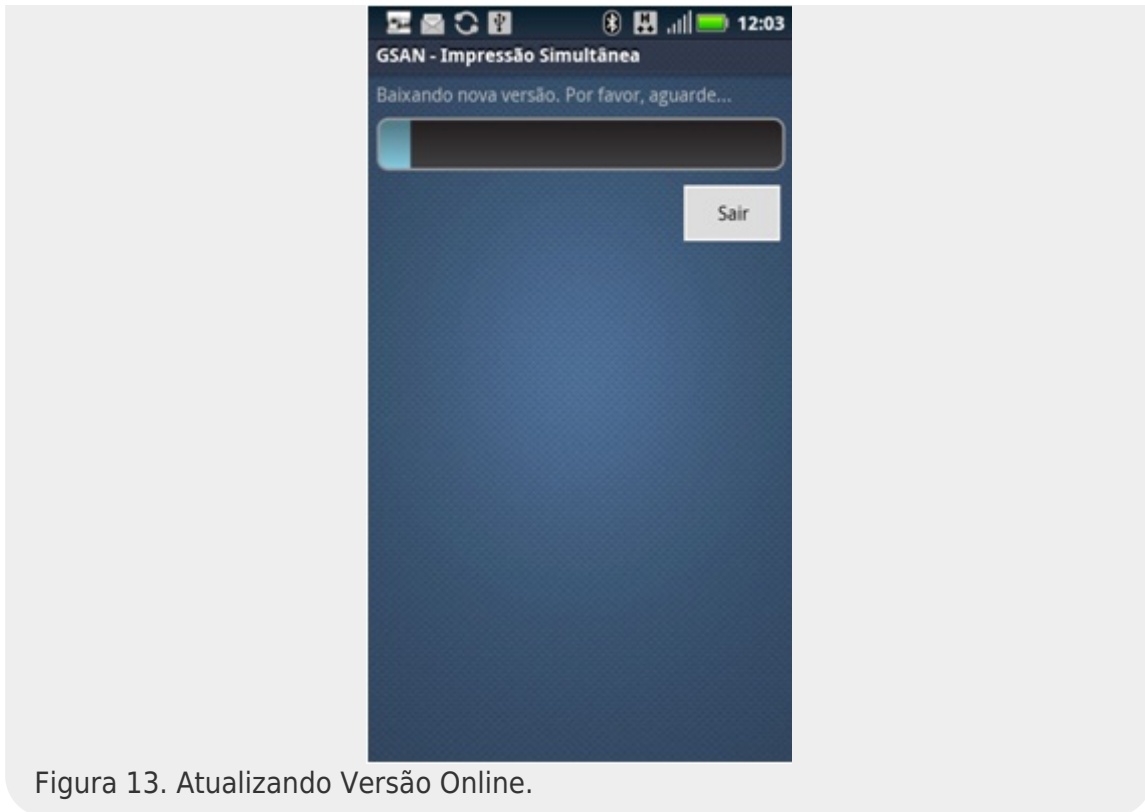 12:03
GSAN - Impressão Simultânea
Baixando nova versão. Por favor, aguarde...
Sair
Figura 13. Atualizando Versão Online.